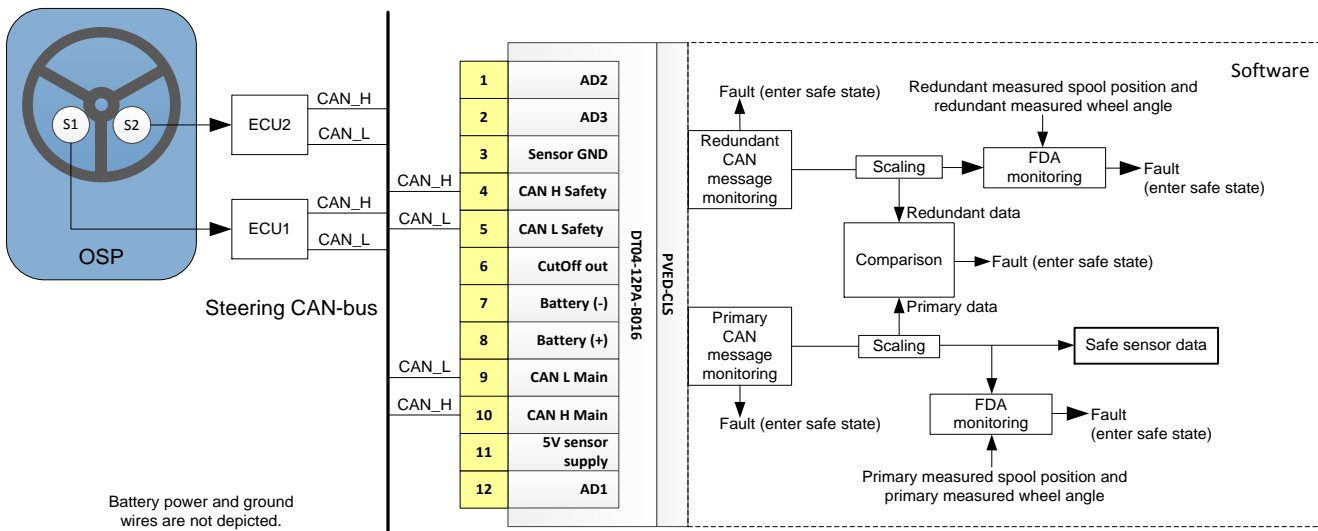 S1
S2
OSP
ECU2
CAN_H
CAN_L
ECU1
CAN_H
CAN_L
Steering CAN-bus
Battery power and ground
wires are not depicted.
CAN_H
CAN_L
CAN_L
CAN_H
1 AD2
2 AD3
3 Sensor GND
4 CAN H Safety
5 CAN L Safety
6 CutOff out
7 Battery (-)
8 Battery (+)
9 CAN L Main
10 CAN H Main
11 5V sensor
supply
12 AD1
DT04-12PA-B016
PVED-CLS
Software
Fault (enter safe state)
Redundant
CAN
message
monitoring
Scaling
Redundant measured spool position and
redundant measured wheel angle
FDA
monitoring
Fault
(enter safe state)
Redundant data
Comparison
Fault (enter safe state)
Primary data
Primary
CAN
message
monitoring
Scaling
Safe sensor data
Fault (enter safe state)
FDA
monitoring
Fault
(enter safe state)
Primary measured spool position and
primary measured wheel angle